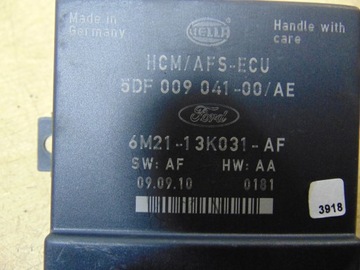 Made in
Germany
HELLA
Handle with
care
HCM/AFS-ECU
5DF 009 041-00/AE
Ford
6M21-13K031-AF
SW: AF HW: AA
09.09.10 0181
3918